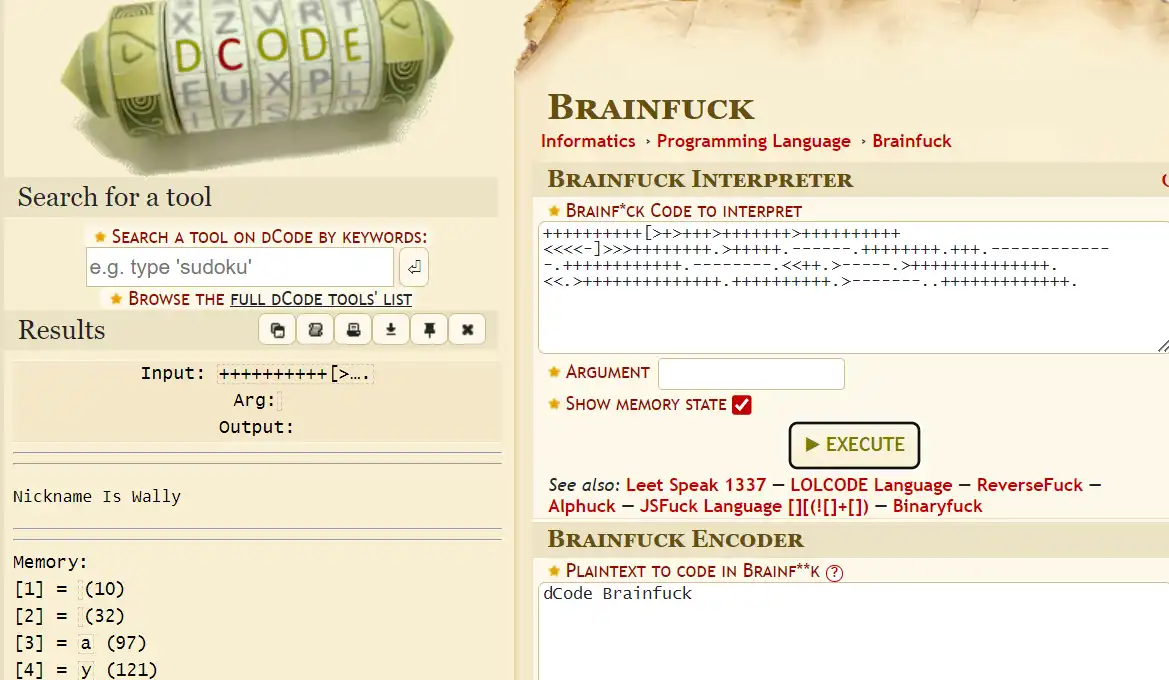 DCODE
Search for a tool
★ Search a tool on dCode by keywords:
e.g. type 'sudoku'
★ Browse the full dCode tools' list
Results
Input: ++++++++++[>….
Arg:
Output:
Nickname Is Wally
Memory:
[1] = (10)
[2] = (32)
[3] = a (97)
[4] = y (121)
Brainfuck
Informatics › Programming Language › Brainfuck
Brainfuck Interpreter
★ Brainf*ck Code to interpret
++++++++++[>+>+++>+++++++>++++++++++
<<<<-]>>>++++++++.>+++++.------.++++++++.+++.------------
-.++++++++++++.--------.<<++.>-----.>+++++++++++++++.
<<.>+++++++++++++++.++++++++++.>-------..+++++++++++++.
★ Argument
★ Show memory state
▶ EXECUTE
See also: Leet Speak 1337 — LOLCODE Language — ReverseFuck —
Alphuck — JSFuck Language [][(![]+[]) — Binaryfuck
Brainfuck Encoder
★ Plaintext to code in Brainf**k ?
dCode Brainfuck